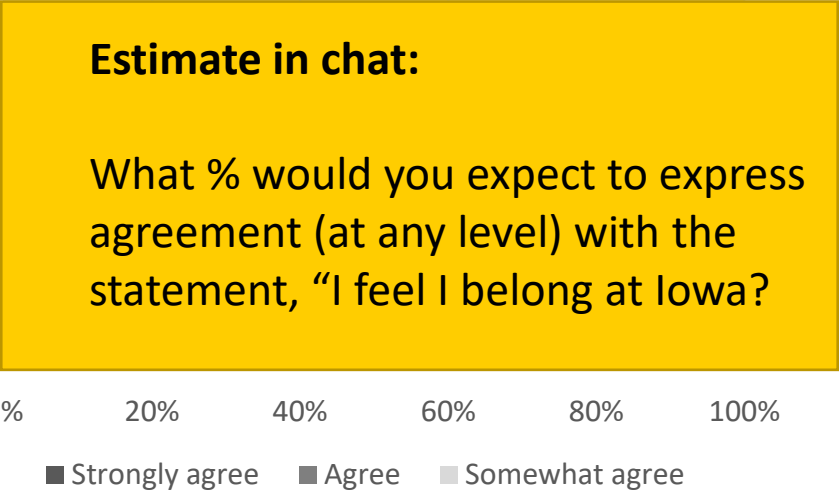 Estimate in chat:
What % would you expect to express
agreement (at any level) with the
statement, “I feel I belong at Iowa?
% 20% 40% 60% 80% 100%
Strongly agree Agree Somewhat agree